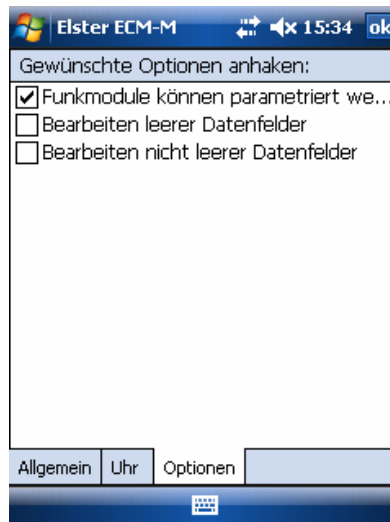 Elster ECM-M 15:34 ok
Gewünschte Optionen anhaken:
Funkmodule können parametriert we...
Bearbeiten leerer Datenfelder
Bearbeiten nicht leerer Datenfelder
Allgemein Uhr Optionen